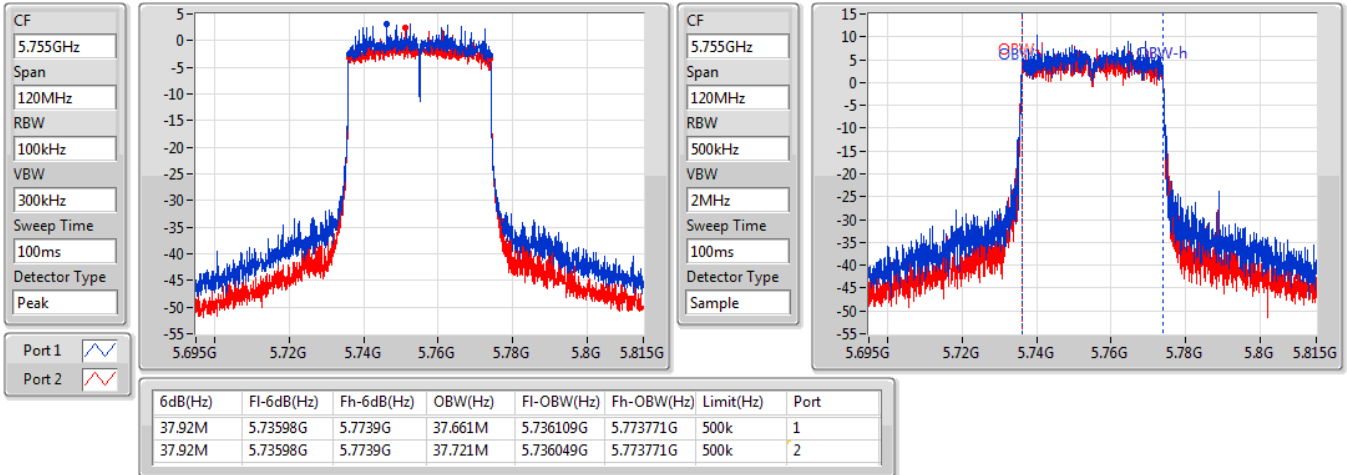 CF
5.755GHz
Span
120MHz
RBW
100kHz
VBW
300kHz
Sweep Time
100ms
Detector Type
Peak
Port 1
Port 2
5
0
-5
-10
-15
-20
-25
-30
-35
-40
-45
-50
-55
5.695G 5.72G 5.74G 5.76G 5.78G 5.8G 5.815G
CF
5.755GHz
Span
120MHz
RBW
500kHz
VBW
2MHz
Sweep Time
100ms
Detector Type
Sample
15
10
5
0
-5
-10
-15
-20
-25
-30
-35
-40
-45
-50
-55
OBW-h
5.695G 5.72G 5.74G 5.76G 5.78G 5.8G 5.815G
6dB(Hz) Fl-6dB(Hz) Fh-6dB(Hz) OBW(Hz) Fl-OBW(Hz) Fh-OBW(Hz) Limit(Hz) Port
37.92M 5.73598G 5.7739G 37.661M 5.736109G 5.773771G 500k 1
37.92M 5.73598G 5.7739G 37.721M 5.736049G 5.773771G 500k 2